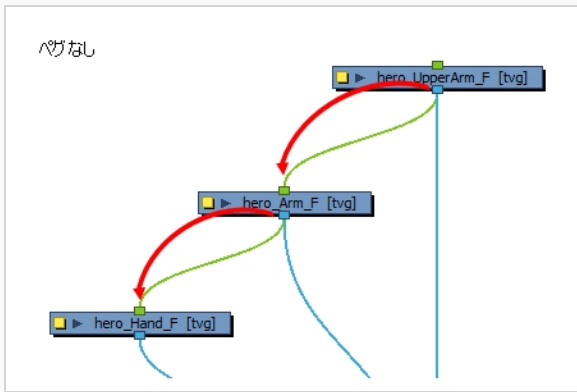 ペグなし
hero_UpperArm_F [tvg]
hero_Arm_F [tvg]
hero_Hand_F [tvg]